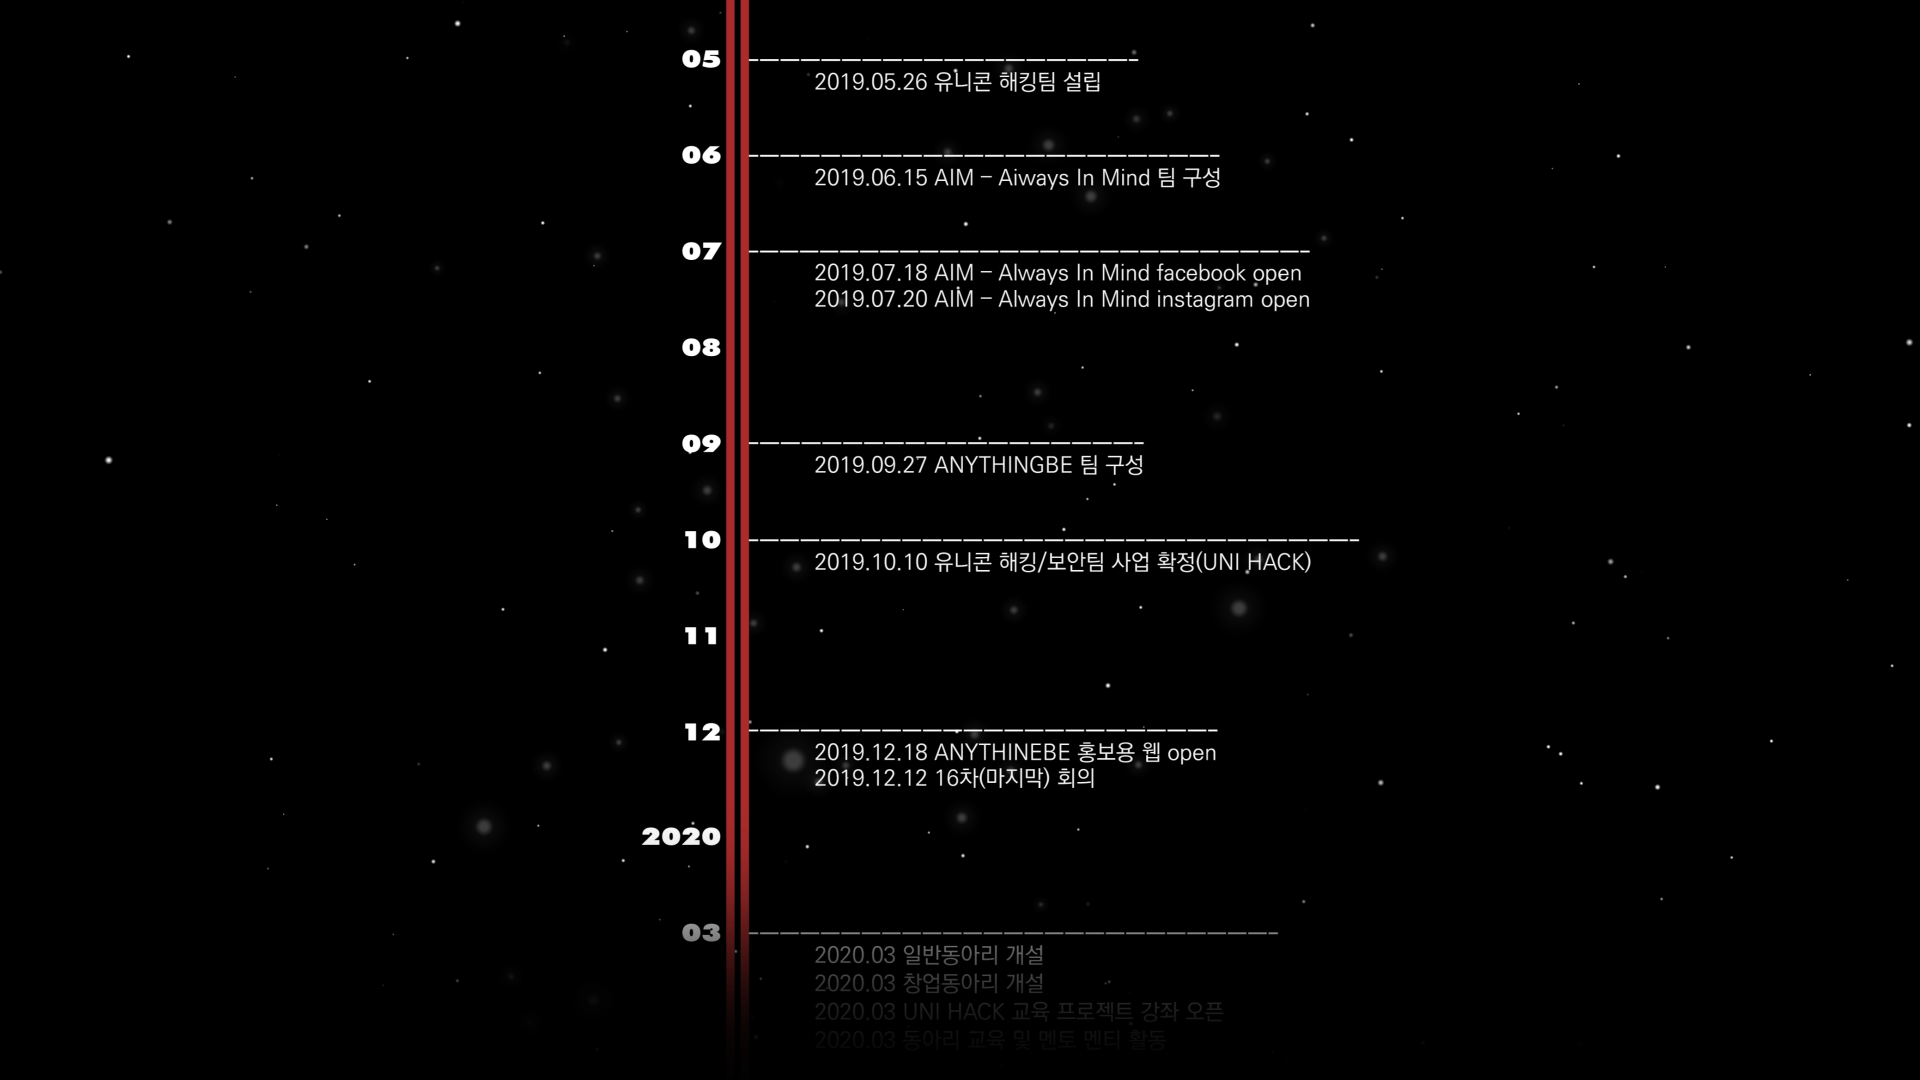 05
2019.05.26 유니콘 해킹팀 설립
06
2019.06.15 AIM - Aiways In Mind 팀 구성
07
2019.07.18 AIM - Always In Mind facebook open
2019.07.20 AIM - Always In Mind instagram open
08
09
2019.09.27 ANYTHINGBE 팀 구성
10
2019.10.10 유니콘 해킹/보안팀 사업 확정(UNI HACK)
11
12
2019.12.18 ANYTHINEBE 홍보용 웹 open
2019.12.12 16차(마지막) 회의
2020
03
2020.03 일반동아리 개설
2020.03 창업동아리 개설
2020.03 UNI HACK 교육 프로젝트 강좌 오픈
2020.03 동아리 교육 및 멘토 멘티 활동